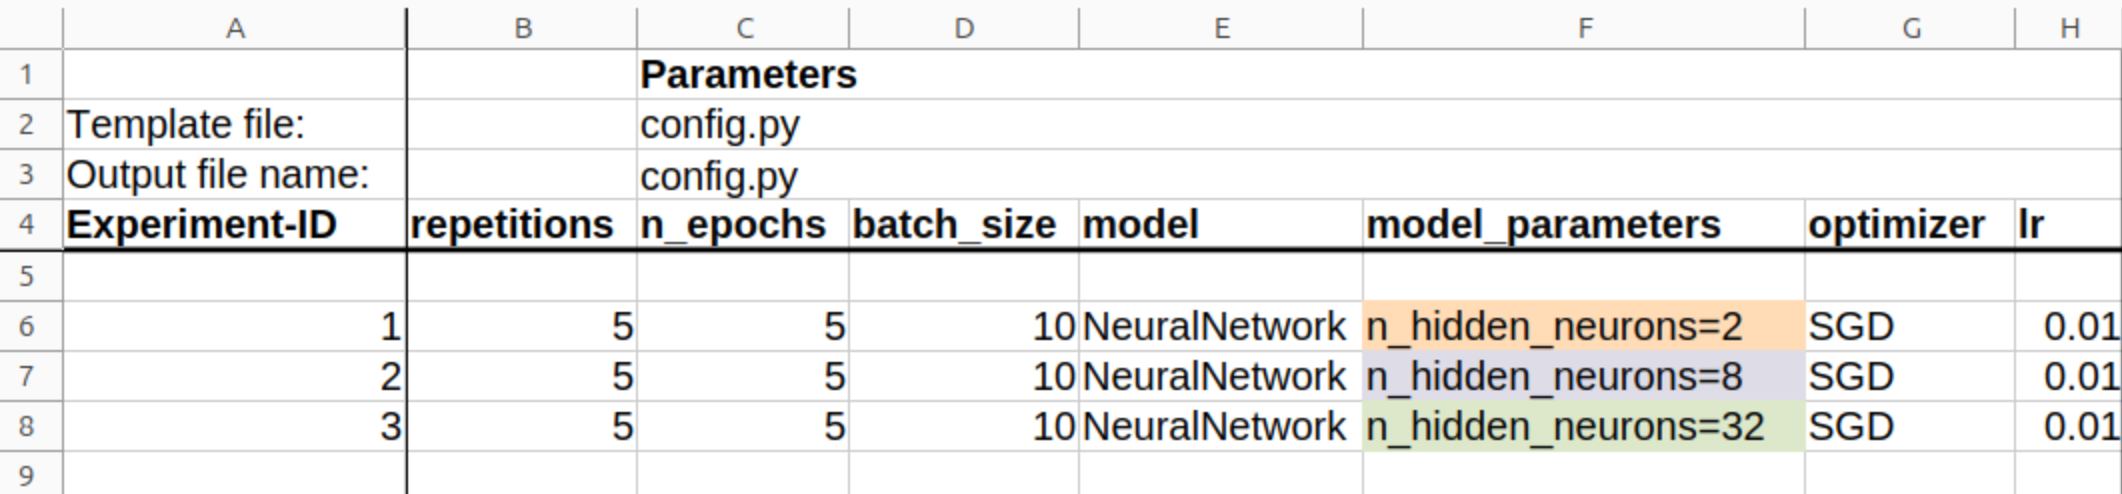 A B C D E F G H
1 Parameters
2 Template file: config.py
3 Output file name: config.py
4 Experiment-ID repetitions n_epochs batch_size model model_parameters optimizer lr
5
6 1 5 5 10 NeuralNetwork n_hidden_neurons=2 SGD 0.01
7 2 5 5 10 NeuralNetwork n_hidden_neurons=8 SGD 0.01
8 3 5 5 10 NeuralNetwork n_hidden_neurons=32 SGD 0.01
9